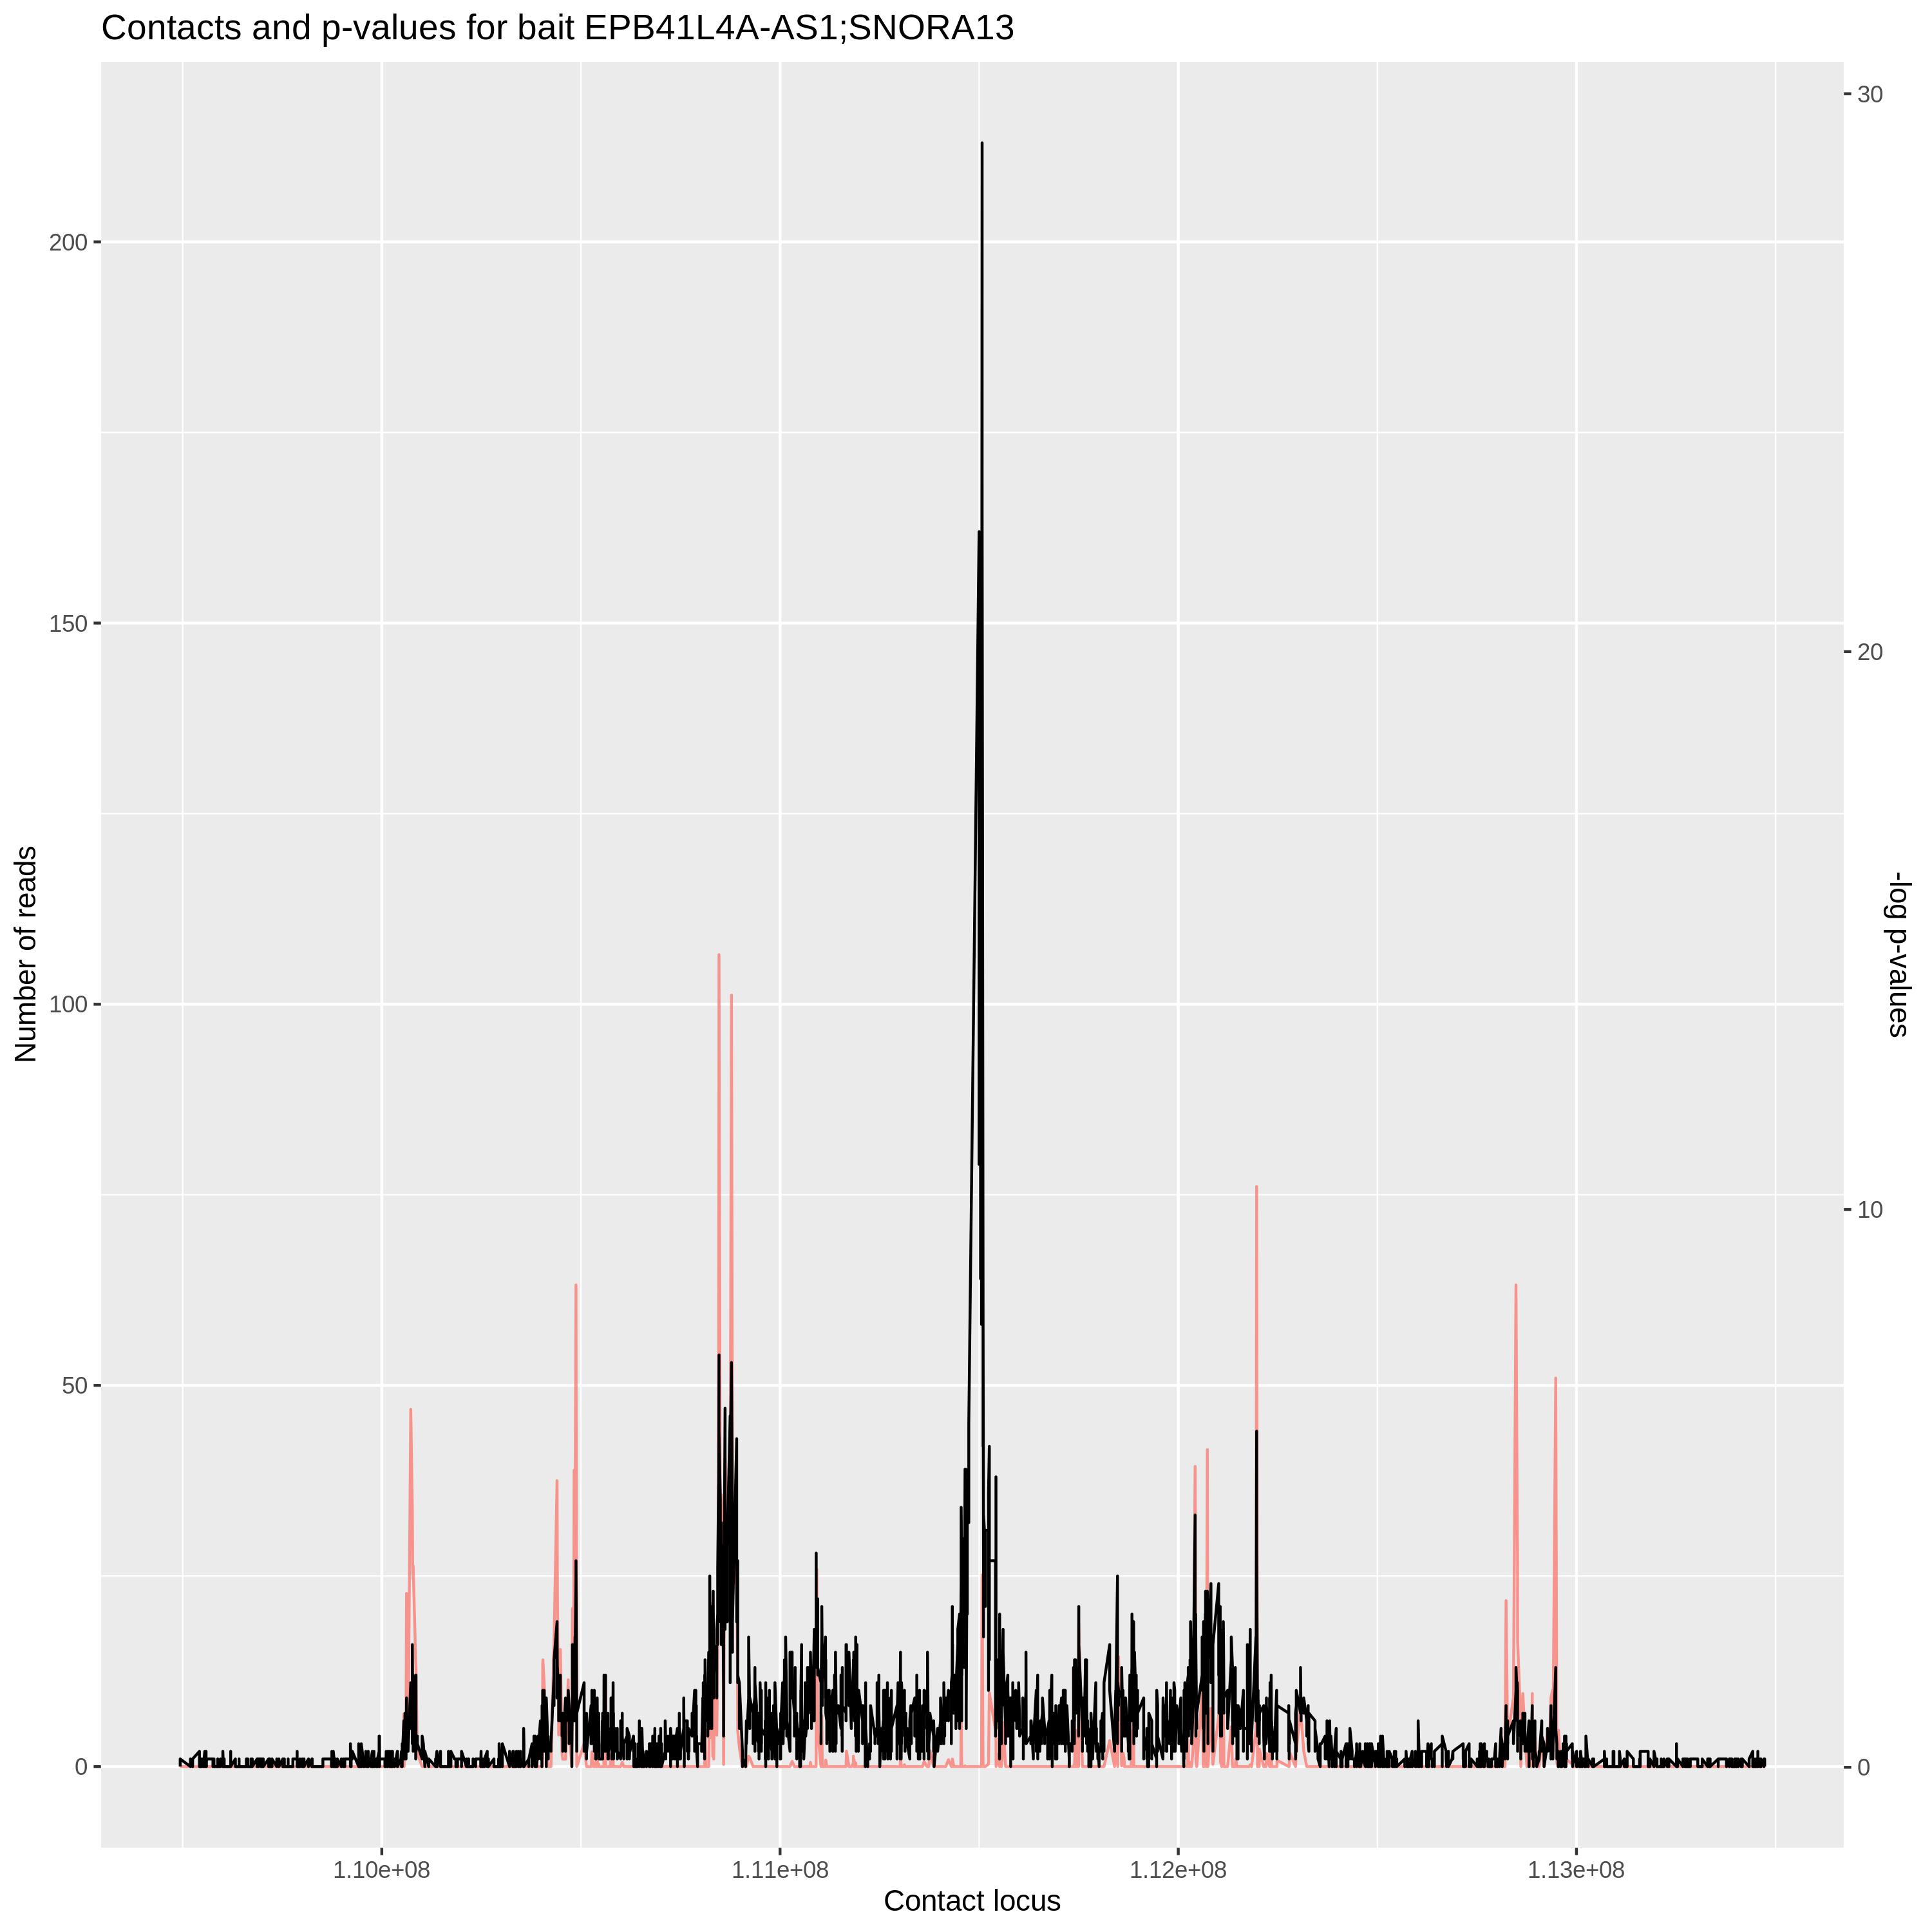 Contacts and p-values for bait EPB41L4A-AS1;SNORA13
Number of reads
200
150
100
50
0
30
20
10
0
-log p-values
1.10e+08
1.11e+08
1.12e+08
1.13e+08
Contact locus